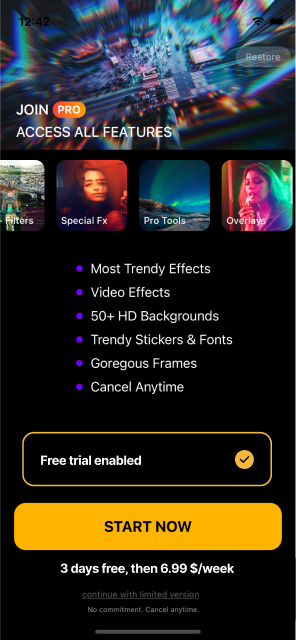 12:42
Restore
JOIN PRO
ACCESS ALL FEATURES
Filters
Special Fx
Pro Tools
Overlays
Most Trendy Effects
Video Effects
50+ HD Backgrounds
Trendy Stickers & Fonts
Goregous Frames
Cancel Anytime
Free trial enabled
START NOW
3 days free, then 6.99 $/week
continue with limited version
No commitment. Cancel anytime.